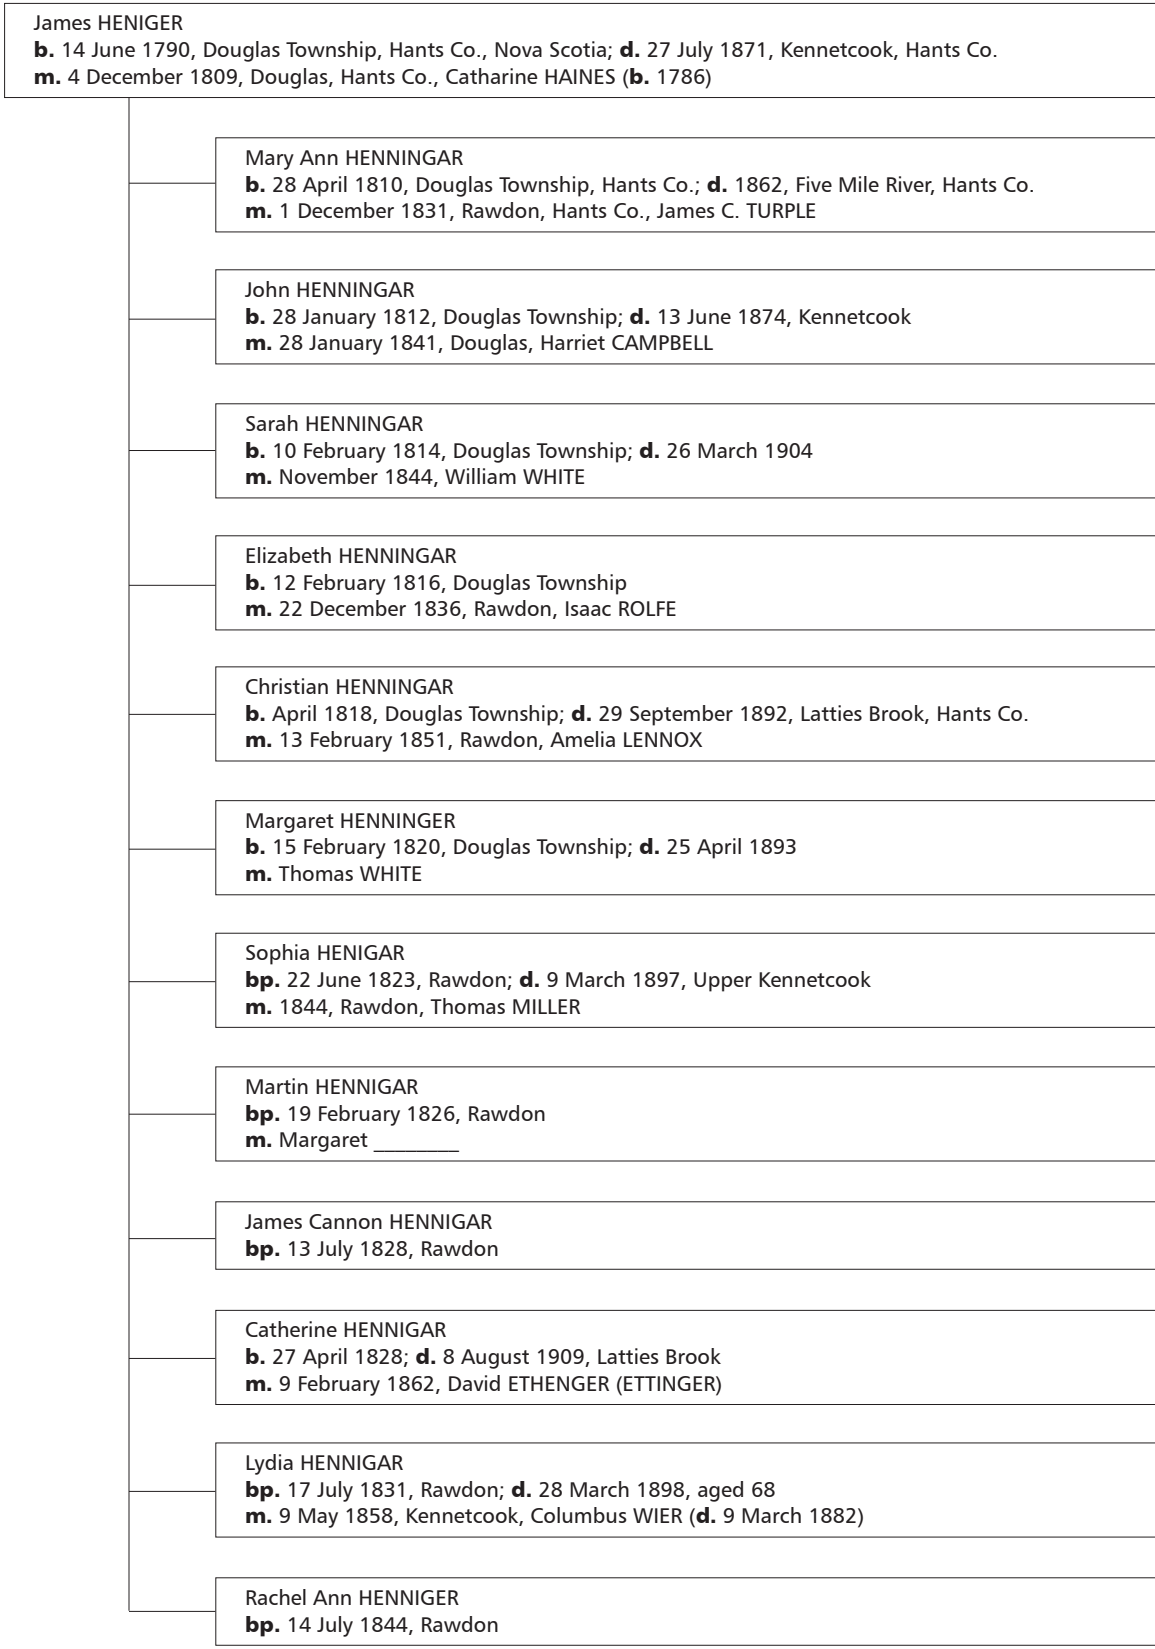 James HENIGER
b. 14 June 1790, Douglas Township, Hants Co., Nova Scotia; d. 27 July 1871, Kennetcook, Hants Co.
m. 4 December 1809, Douglas, Hants Co., Catharine HAINES (b. 1786)
Mary Ann HENNINGAR
b. 28 April 1810, Douglas Township, Hants Co.; d. 1862, Five Mile River, Hants Co.
m. 1 December 1831, Rawdon, Hants Co., James C. TURPLE
John HENNINGAR
b. 28 January 1812, Douglas Township; d. 13 June 1874, Kennetcook
m. 28 January 1841, Douglas, Harriet CAMPBELL
Sarah HENNINGAR
b. 10 February 1814, Douglas Township; d. 26 March 1904
m. November 1844, William WHITE
Elizabeth HENNINGAR
b. 12 February 1816, Douglas Township
m. 22 December 1836, Rawdon, Isaac ROLFE
Christian HENNINGAR
b. April 1818, Douglas Township; d. 29 September 1892, Latties Brook, Hants Co.
m. 13 February 1851, Rawdon, Amelia LENNOX
Margaret HENNINGER
b. 15 February 1820, Douglas Township; d. 25 April 1893
m. Thomas WHITE
Sophia HENIGAR
bp. 22 June 1823, Rawdon; d. 9 March 1897, Upper Kennetcook
m. 1844, Rawdon, Thomas MILLER
Martin HENNIGAR
bp. 19 February 1826, Rawdon
m. Margaret ________
James Cannon HENNIGAR
bp. 13 July 1828, Rawdon
Catherine HENNIGAR
b. 27 April 1828; d. 8 August 1909, Latties Brook
m. 9 February 1862, David ETHENGER (ETTINGER)
Lydia HENNIGAR
bp. 17 July 1831, Rawdon; d. 28 March 1898, aged 68
m. 9 May 1858, Kennetcook, Columbus WIER (d. 9 March 1882)
Rachel Ann HENNIGER
bp. 14 July 1844, Rawdon